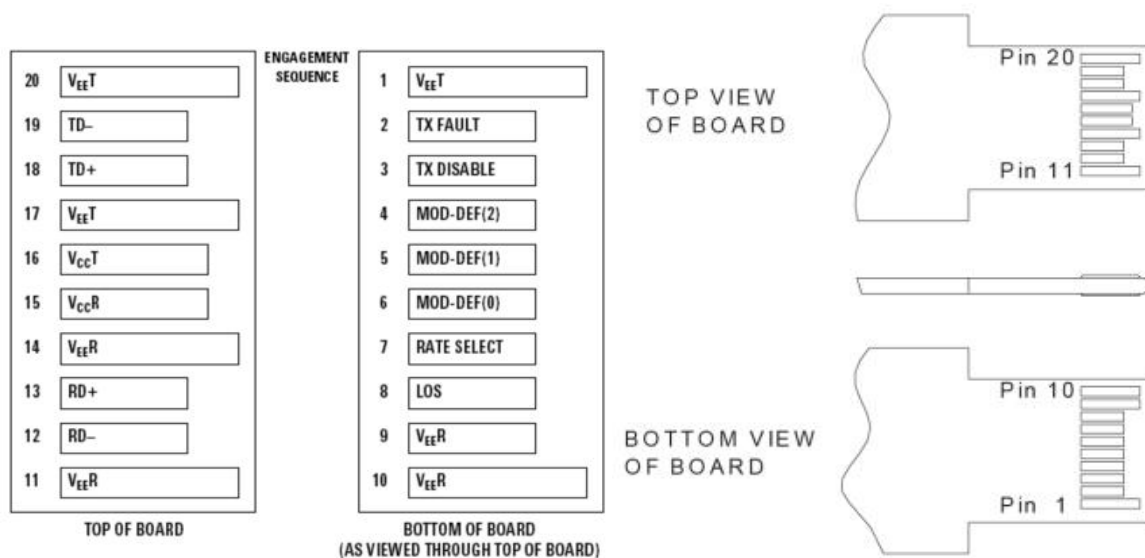 ENGAGEMENT
SEQUENCE
20 VEET
19 TD–
18 TD+
17 VEET
16 VCCT
15 VCCR
14 VEER
13 RD+
12 RD–
11 VEER
TOP OF BOARD
1 VEET
2 TX FAULT
3 TX DISABLE
4 MOD-DEF(2)
5 MOD-DEF(1)
6 MOD-DEF(0)
7 RATE SELECT
8 LOS
9 VEER
10 VEER
BOTTOM OF BOARD
(AS VIEWED THROUGH TOP OF BOARD)
TOP VIEW
OF BOARD
Pin 20
Pin 11
BOTTOM VIEW
OF BOARD
Pin 10
Pin 1